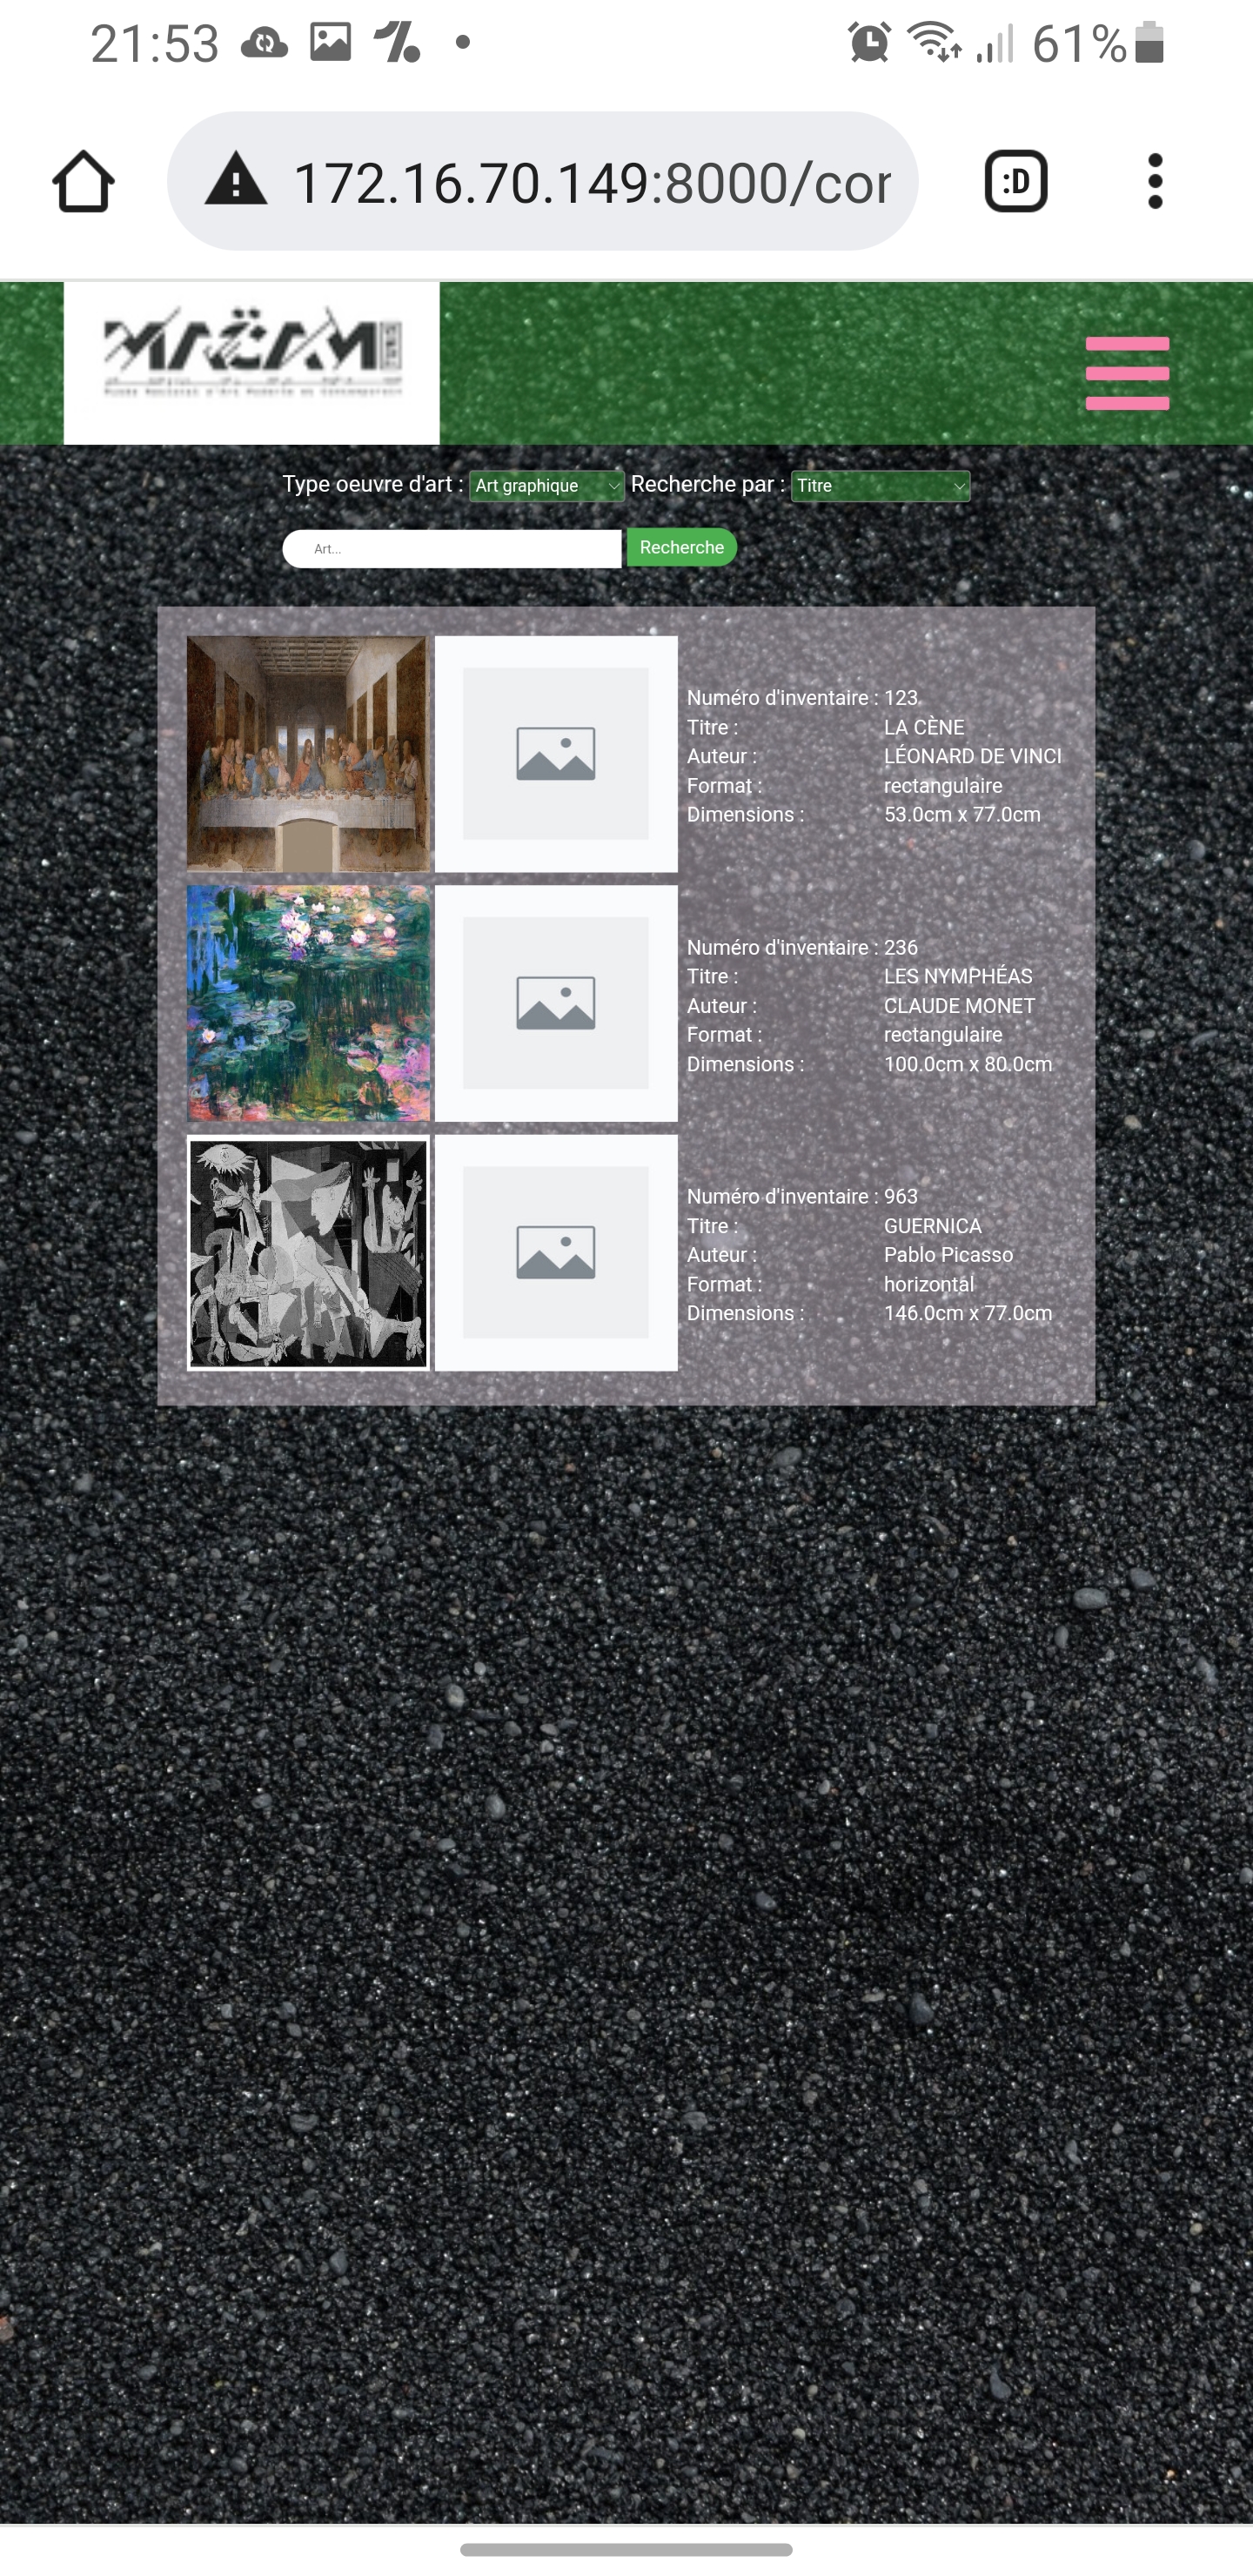 21:53
61%
172.16.70.149:8000/cor
:D
MACAM
Type oeuvre d'art : Art graphique Recherche par : Titre
Art... Recherche
Numéro d'inventaire : 123
Titre : LA CÈNE
Auteur : LÉONARD DE VINCI
Format : rectangulaire
Dimensions : 53.0cm x 77.0cm
Numéro d'inventaire : 236
Titre : LES NYMPHÉAS
Auteur : CLAUDE MONET
Format : rectangulaire
Dimensions : 100.0cm x 80.0cm
Numéro d'inventaire : 963
Titre : GUERNICA
Auteur : Pablo Picasso
Format : horizontal
Dimensions : 146.0cm x 77.0cm